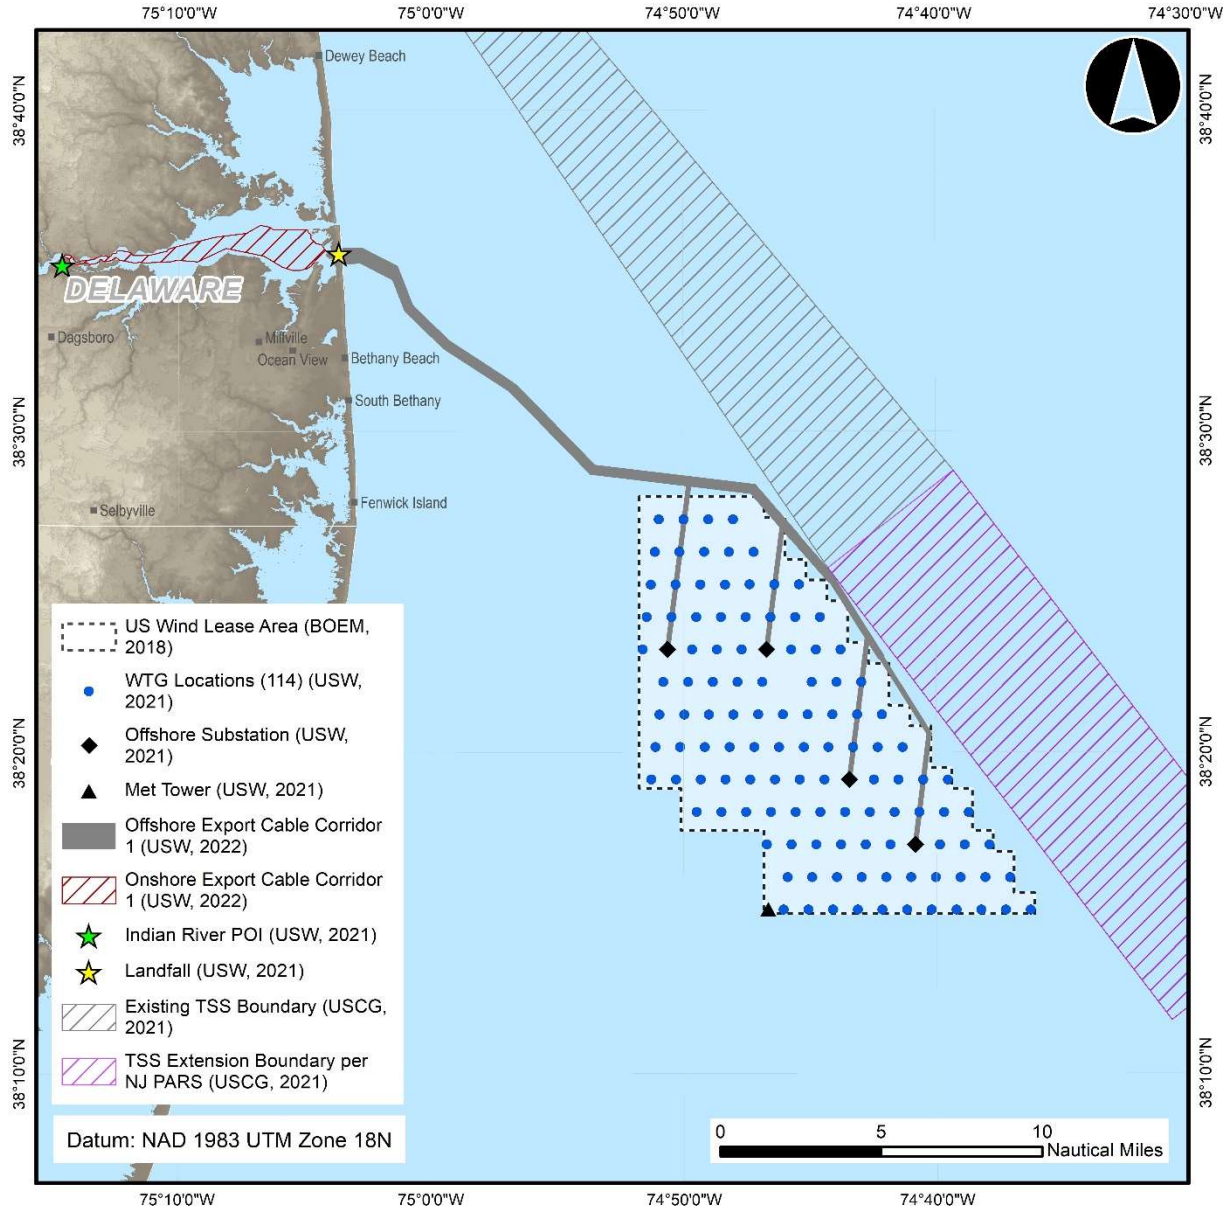 75°10'0"W
75°0'0"W
74°50'0"W
74°40'0"W
74°30'0"W
38°40'0"N
38°40'0"N
Dewey Beach
DELAWARE
Dagsboro
Millville
Ocean View
Bethany Beach
South Bethany
38°30'0"N
38°30'0"N
Selbyville
Fenwick Island
US Wind Lease Area (BOEM,
2018)
WTG Locations (114) (USW,
2021)
Offshore Substation (USW,
2021)
Met Tower (USW, 2021)
Offshore Export Cable Corridor
1 (USW, 2022)
Onshore Export Cable Corridor
1 (USW, 2022)
Indian River POI (USW, 2021)
Landfall (USW, 2021)
Existing TSS Boundary (USCG,
2021)
TSS Extension Boundary per
NJ PARS (USCG, 2021)
38°20'0"N
38°20'0"N
38°10'0"N
38°10'0"N
Datum: NAD 1983 UTM Zone 18N
0
5
10
Nautical Miles
75°10'0"W
75°0'0"W
74°50'0"W
74°40'0"W